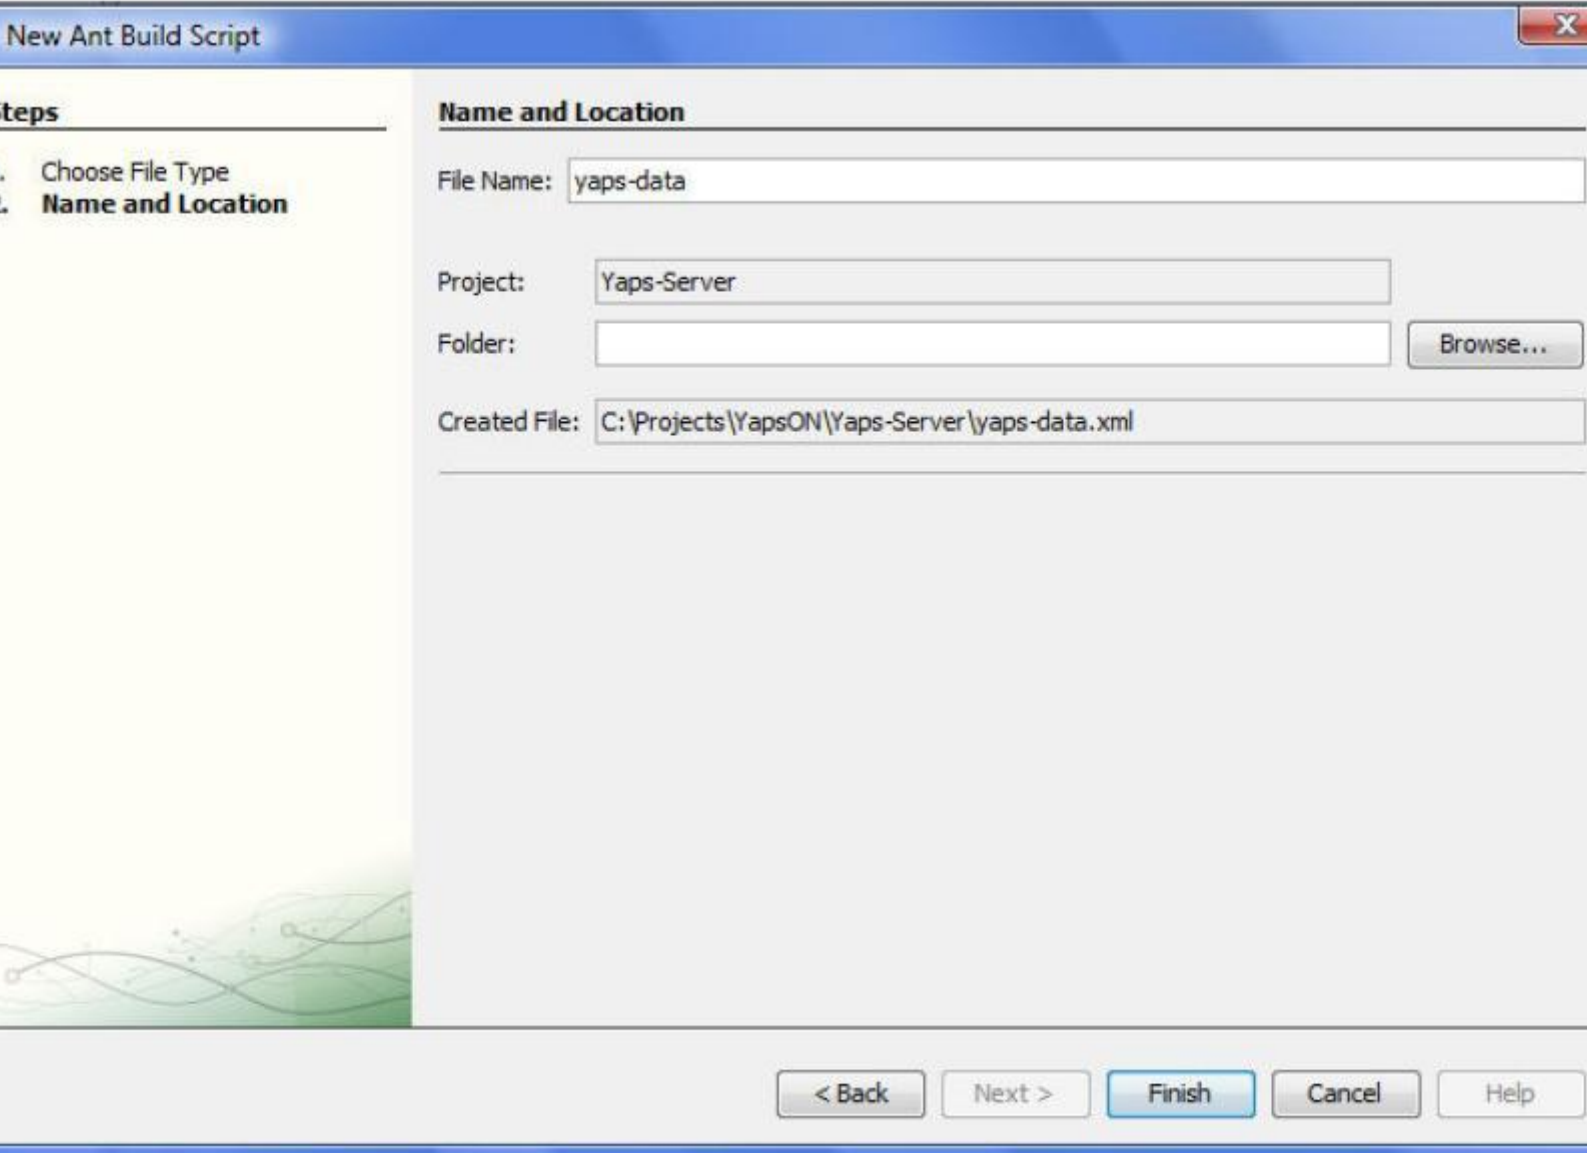 New Ant Build Script
X
Steps
Name and Location
Choose File Type
Name and Location
File Name: yaps-data
Project: Yaps-Server
Folder: Browse...
Created File: C:\Projects\YapsON\Yaps-Server\yaps-data.xml
< Back Next > Finish Cancel Help